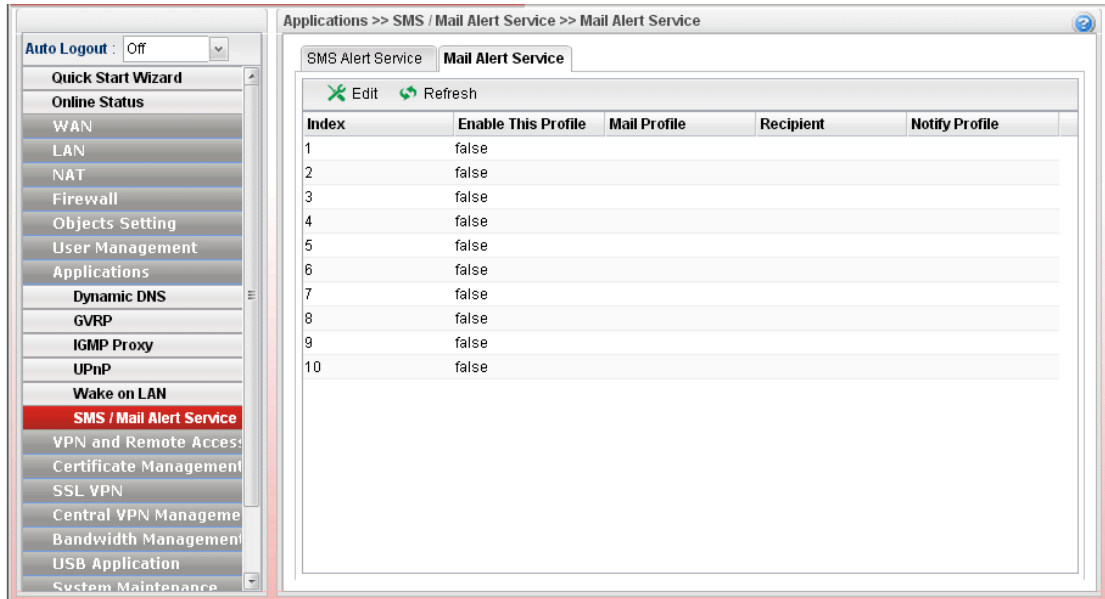 Applications >> SMS / Mail Alert Service >> Mail Alert Service
Auto Logout : Off
Quick Start Wizard
Online Status
WAN
LAN
NAT
Firewall
Objects Setting
User Management
Applications
Dynamic DNS
GVRP
IGMP Proxy
UPnP
Wake on LAN
SMS / Mail Alert Service
VPN and Remote Access
Certificate Management
SSL VPN
Central VPN Manageme
Bandwidth Management
USB Application
System Maintenance
SMS Alert Service Mail Alert Service
Edit Refresh
Index Enable This Profile Mail Profile Recipient Notify Profile
1 false
2 false
3 false
4 false
5 false
6 false
7 false
8 false
9 false
10 false